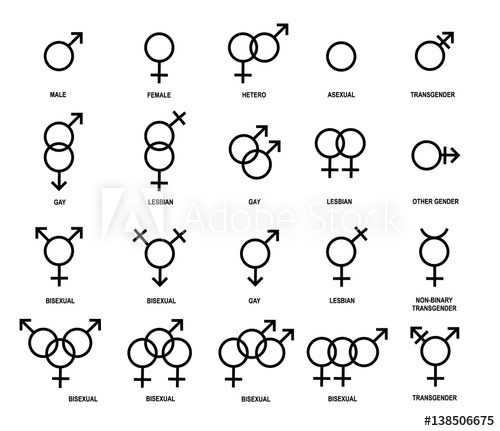 MALE
FEMALE
HETERO
ASEXUAL
TRANSGENDER
GAY
LESBIAN
GAY
LESBIAN
OTHER GENDER
BISEXUAL
BISEXUAL
GAY
LESBIAN
NON-BINARY
TRANSGENDER
BISEXUAL
BISEXUAL
BISEXUAL
BISEXUAL
TRANSGENDER
Adobe Stock
#138506675